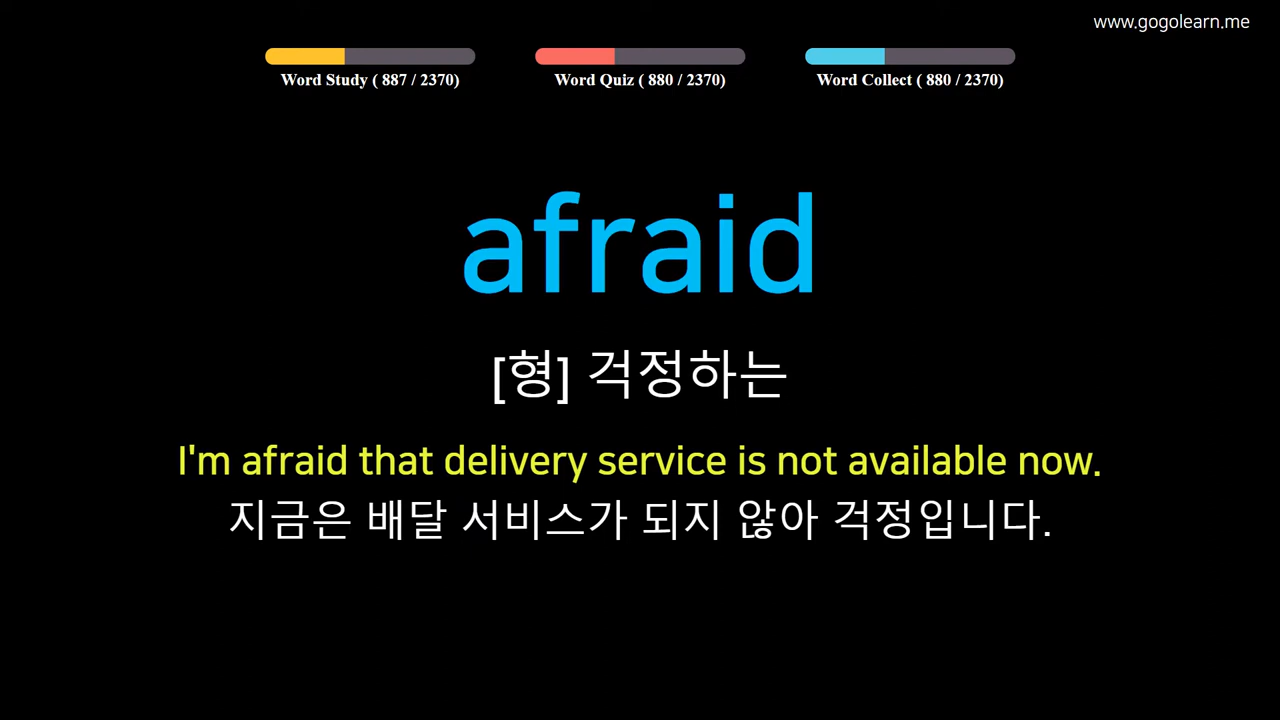 www.gogolearn.me
Word Study ( 887 / 2370)
Word Quiz ( 880 / 2370)
Word Collect ( 880 / 2370)
afraid
[형] 걱정하는
I'm afraid that delivery service is not available now.
지금은 배달 서비스가 되지 않아 걱정입니다.